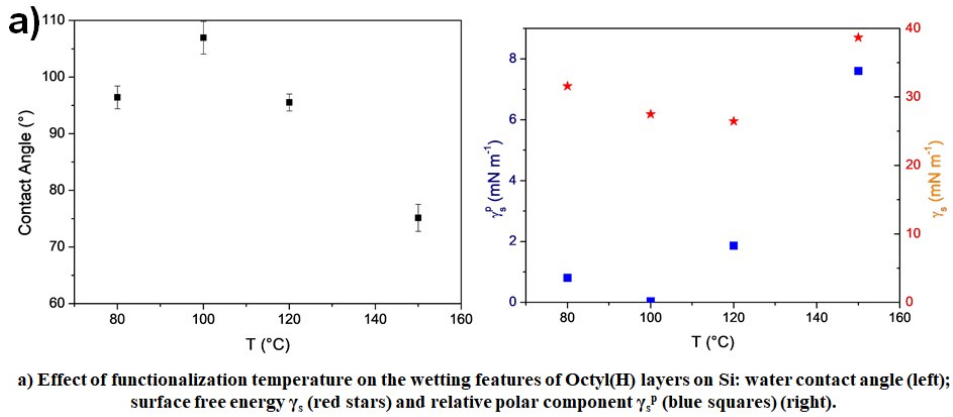 a)
110
100
90
80
70
60
Contact Angle (°)
80 100 120 140 160
T (°C)
8
6
4
2
0
γₛᵖ (mN m⁻¹)
40
30
20
10
0
γₛ (mN m⁻¹)
80 100 120 140 160
T (°C)
a) Effect of functionalization temperature on the wetting features of Octyl(H) layers on Si: water contact angle (left);
surface free energy γₛ (red stars) and relative polar component γₛᵖ (blue squares) (right).